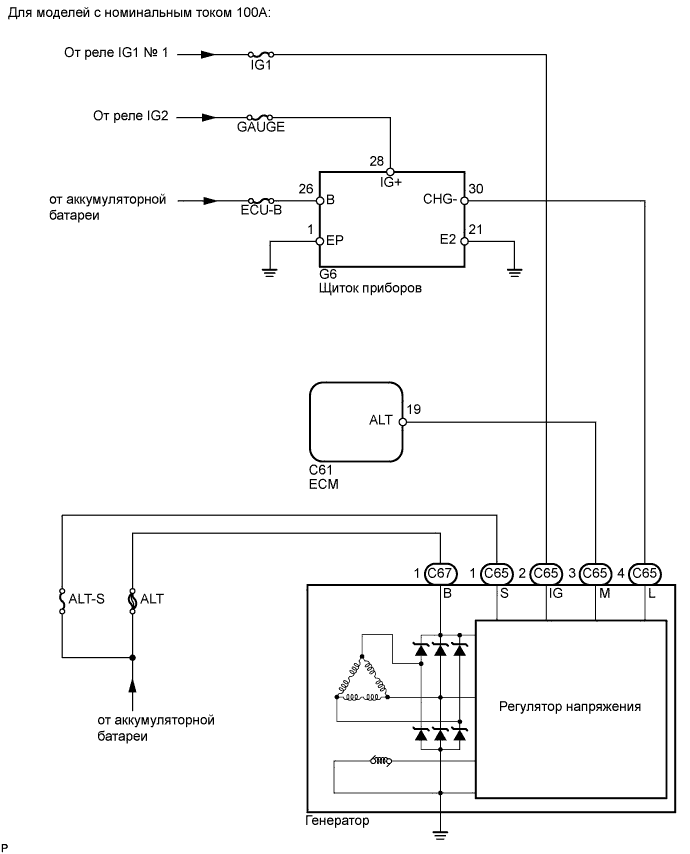 Для моделей с номинальным током 100А:
От реле IG1 № 1
IG1
От реле IG2
GAUGE
28
IG+
от аккумуляторной
батареи
ECU-B
26
B
CHG-
30
1
EP
E2
21
G6
Щиток приборов
ALT
19
C61
ECM
1
C67
1
C65
2
C65
3
C65
4
C65
B
S
IG
M
L
ALT-S
ALT
Регулятор напряжения
от аккумуляторной
батареи
Генератор
P